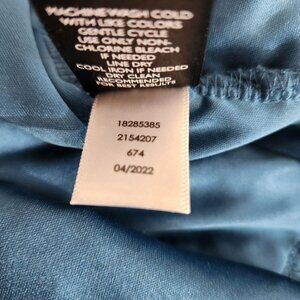 MACHINE WASH COLD
WITH LIKE COLORS
GENTLE CYCLE
USE ONLY NON-
CHLORINE BLEACH
IF NEEDED
LINE DRY
COOL IRON IF NEEDED
DRY CLEAN
RECOMMENDED
FOR BEST RESULTS
18285385
2154207
674
04/2022